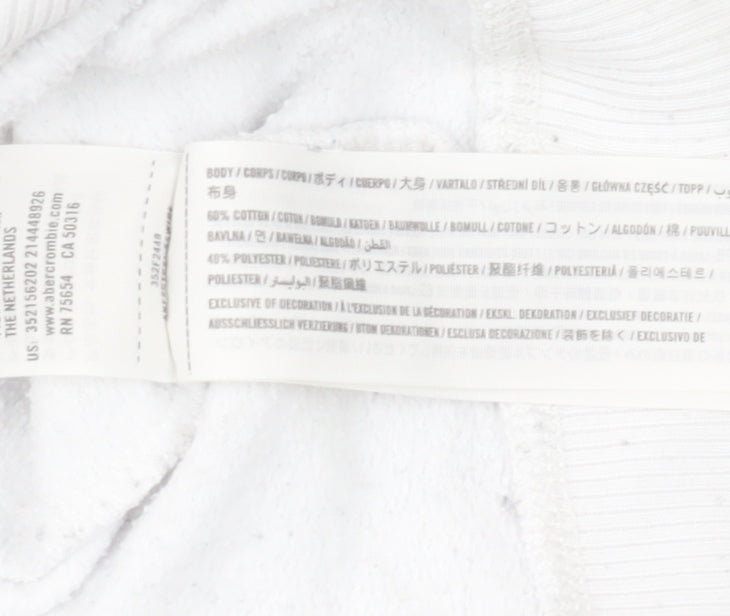 THE NETHERLANDS
US: 352156202 214448926
www.abercrombie.com
RN 75654 CA 50316
BODY / CORPS / CORPO / ボディ / CUERPO / 大身 / VARTALO / STŘEDNÍ DÍL / 몸통 / GŁÓWNA CZĘŚĆ / TOPP /
布身
60% COTTON / COTON / BOMULD / KATOEN / BAUMWOLLE / BOMULL / COTONE / コットン / ALGODÓN / 棉 / PUUVILL
BAVLNA / 면 / BAWEŁNA / ALGODÃO / القطن
40% POLYESTER / POLYESTERE / ポリエステル / POLIÉSTER / 聚酯纤维 / POLYESTERIÄ / 폴리에스테르 /
POLIESTER / البوليستر / 聚酯纖維
EXCLUSIVE OF DECORATION / À L'EXCLUSION DE LA DÉCORATION / EKSKL. DEKORATION / EXCLUSIEF DECORATIE /
AUSSCHLIESSLICH VERZIERUNG / UTOM DEKORATIONEN / ESCLUSA DECORAZIONE / 装飾を除く / EXCLUSIVO DE